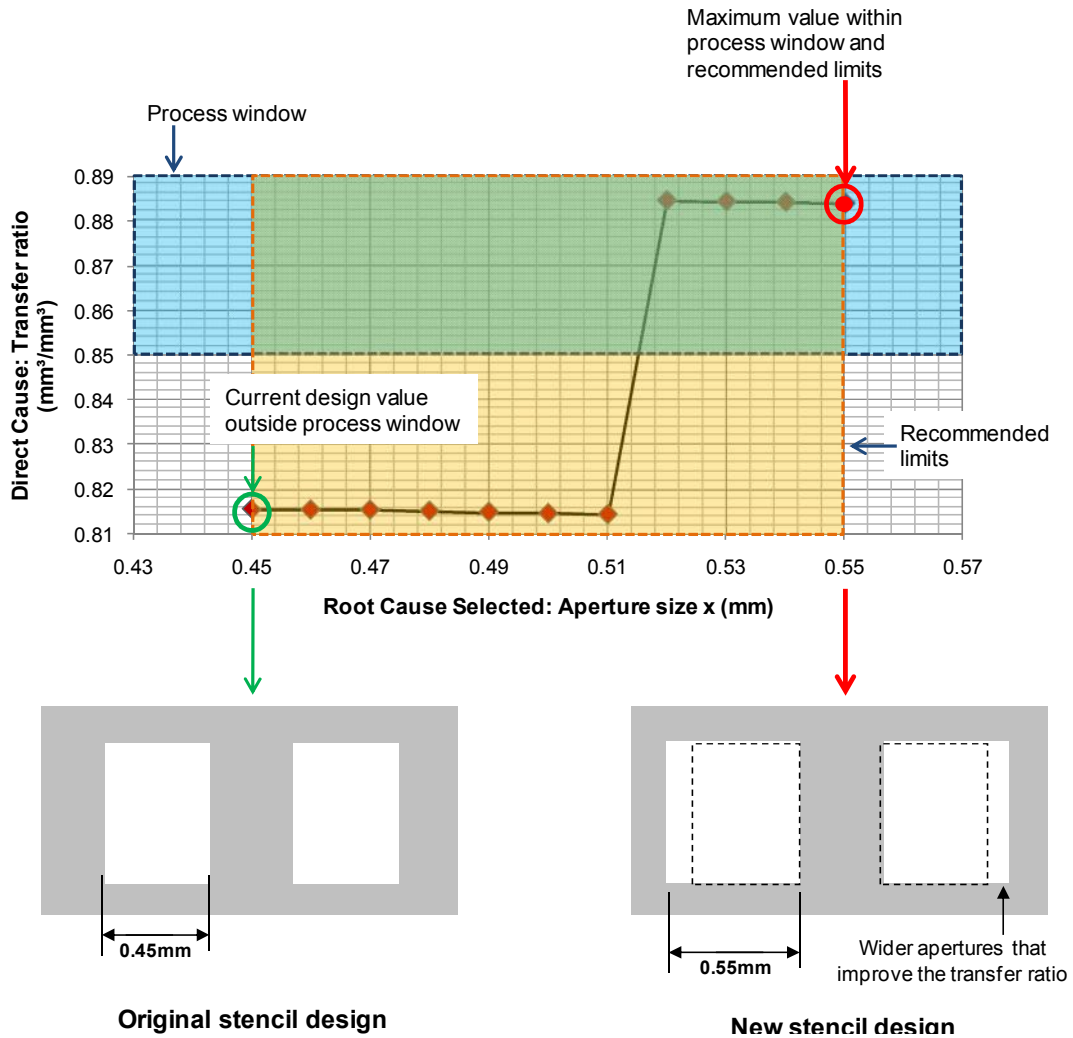 Maximum value within
process window and
recommended limits
Process window
0.89
0.88
0.87
0.86
0.85
0.84
0.83
0.82
0.81
Direct Cause: Transfer ratio
(mm³/mm³)
Current design value
outside process window
Recommended
limits
0.43
0.45
0.47
0.49
0.51
0.53
0.55
0.57
Root Cause Selected: Aperture size x (mm)
0.45mm
0.55mm
Wider apertures that
improve the transfer ratio
Original stencil design
New stencil design